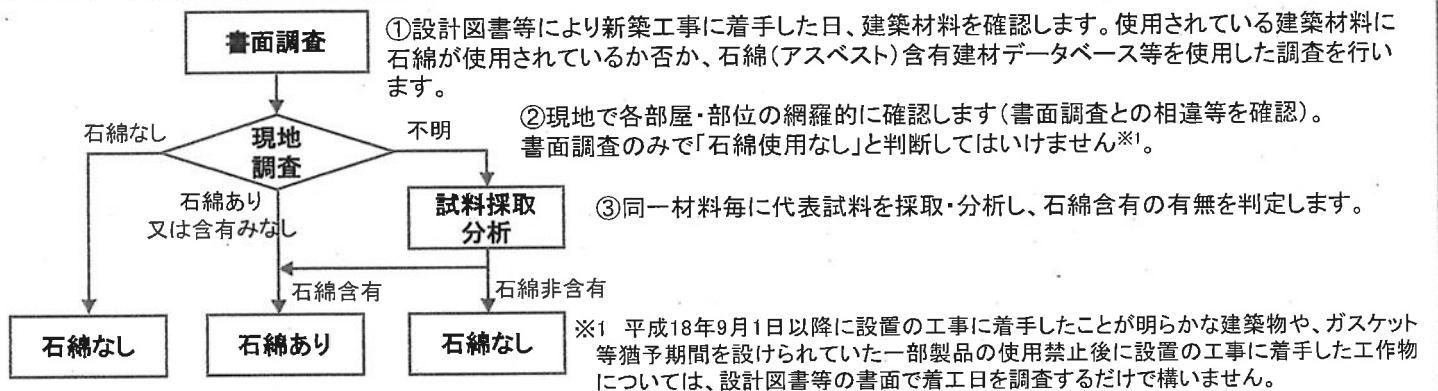 書面調査
①設計図書等により新築工事に着手した日、建築材料を確認します。使用されている建築材料に
石綿が使用されているか否か、石綿(アスベスト)含有建材データベース等を使用した調査を行い
ます。
石綿なし
現地
調査
不明
②現地で各部屋・部位の網羅的に確認します(書面調査との相違等を確認)。
書面調査のみで「石綿使用なし」と判断してはいけません※1。
石綿あり
又は含有みなし
試料採取
分析
③同一材料毎に代表試料を採取・分析し、石綿含有の有無を判定します。
石綿含有
石綿非含有
石綿なし
石綿あり
石綿なし
※1 平成18年9月1日以降に設置の工事に着手したことが明らかな建築物や、ガスケット
等猶予期間を設けられていた一部製品の使用禁止後に設置の工事に着手した工作物
については、設計図書等の書面で着工日を調査するだけで構いません。